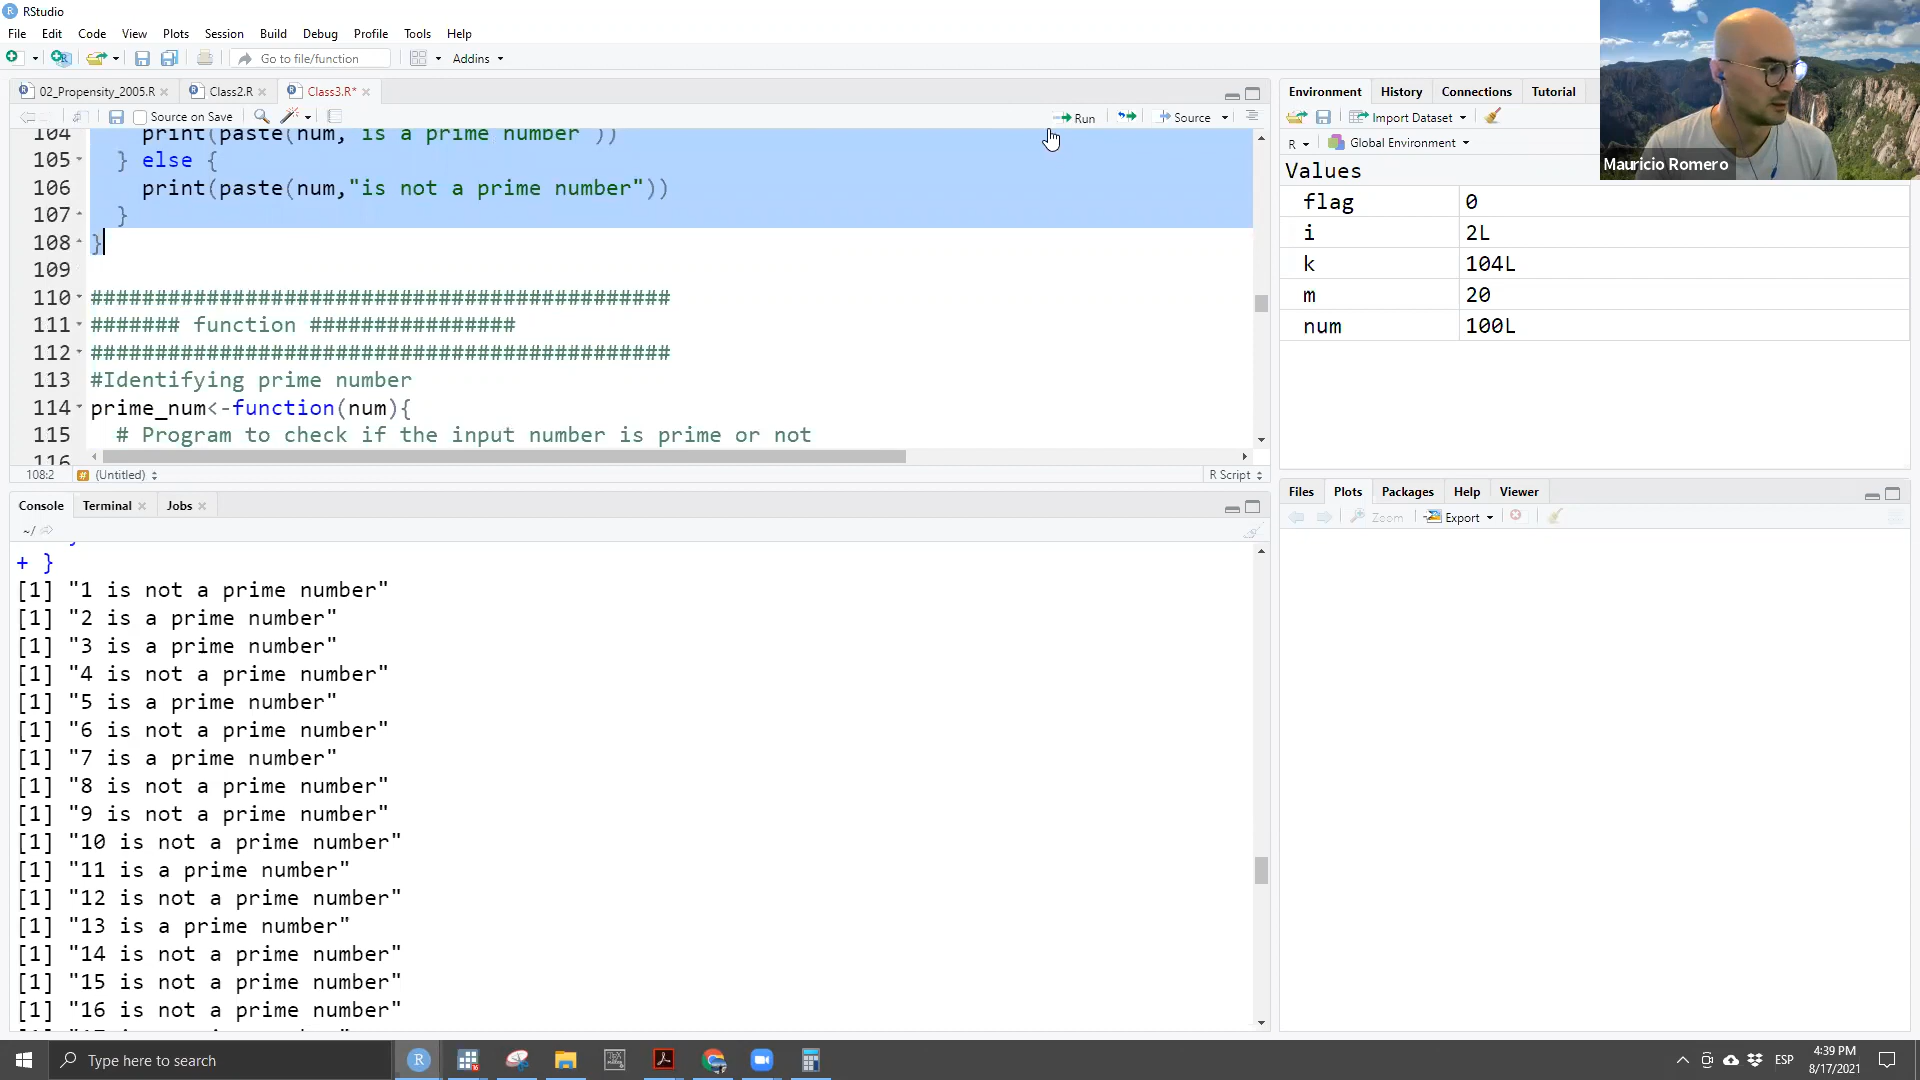 RStudio
File Edit Code View Plots Session Build Debug Profile Tools Help
Go to file/function Addins
02_Propensity_2005.R Class2.R Class3.R*
Source on Save Run Source
104 print(paste(num, is a prime number ))
105 } else {
106 print(paste(num,"is not a prime number"))
107 }
108 }
109
110 #############################################
111 ####### function ################
112 #############################################
113 #Identifying prime number
114 prime_num<-function(num){
115 # Program to check if the input number is prime or not
116
108:2 # (Untitled) R Script
Console Terminal Jobs
~/
+ }
[1] "1 is not a prime number"
[1] "2 is a prime number"
[1] "3 is a prime number"
[1] "4 is not a prime number"
[1] "5 is a prime number"
[1] "6 is not a prime number"
[1] "7 is a prime number"
[1] "8 is not a prime number"
[1] "9 is not a prime number"
[1] "10 is not a prime number"
[1] "11 is a prime number"
[1] "12 is not a prime number"
[1] "13 is a prime number"
[1] "14 is not a prime number"
[1] "15 is not a prime number"
[1] "16 is not a prime number"
Environment History Connections Tutorial
Import Dataset
R Global Environment
Values
flag 0
i 2L
k 104L
m 20
num 100L
Mauricio Romero
Files Plots Packages Help Viewer
Zoom Export
Type here to search
ESP
4:39 PM
8/17/2021